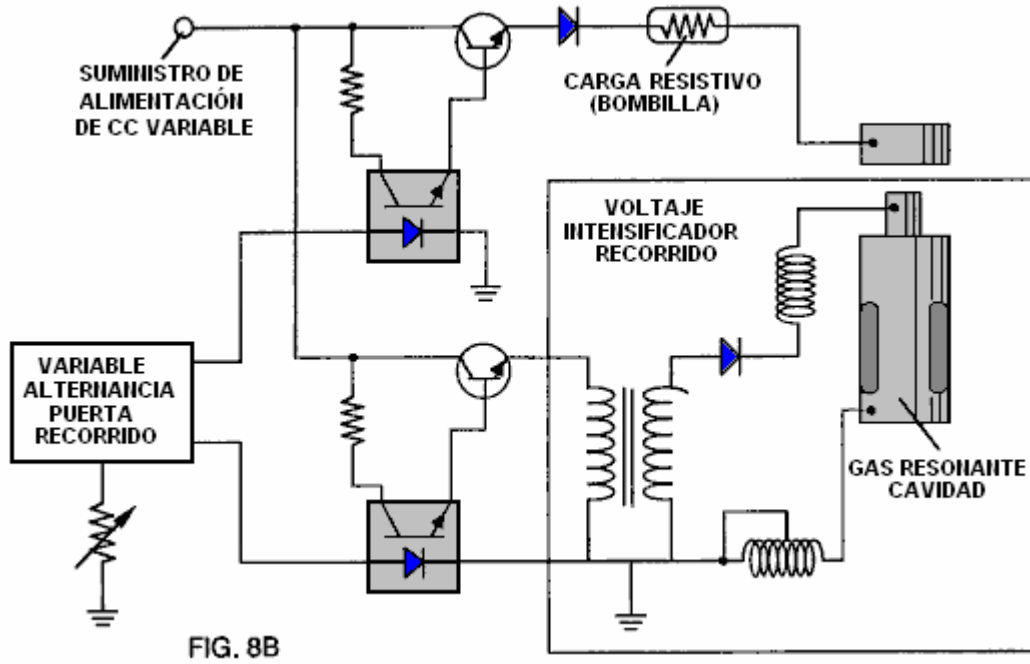 SUMINISTRO DE
ALIMENTACIÓN
DE CC VARIABLE
CARGA RESISTIVO
(BOMBILLA)
VOLTAJE
INTENSIFICADOR
RECORRIDO
VARIABLE
ALTERNANCIA
PUERTA
RECORRIDO
GAS RESONANTE
CAVIDAD
FIG. 8B